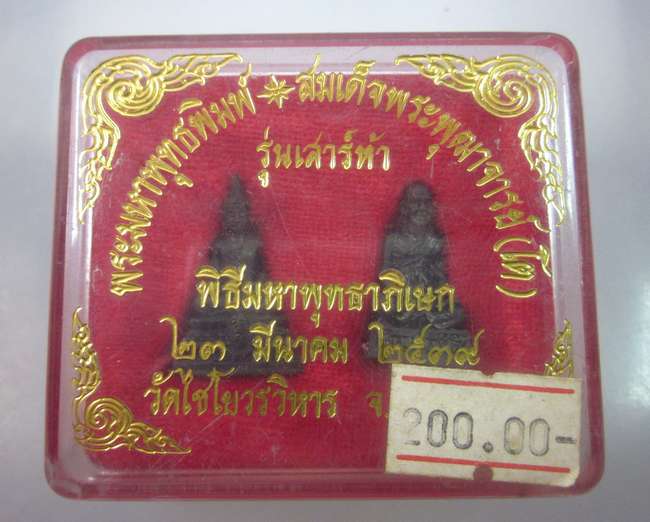 พระมหาพุทธพิมพ์ * สมเด็จพระพุฒาจารย์ (โต)
รุ่นเสาร์ห้า
พิธีมหาพุทธาภิเษก
๒๓ มีนาคม ๒๕๓๙
วัดไชโยวรวิหาร จ.
200.00-